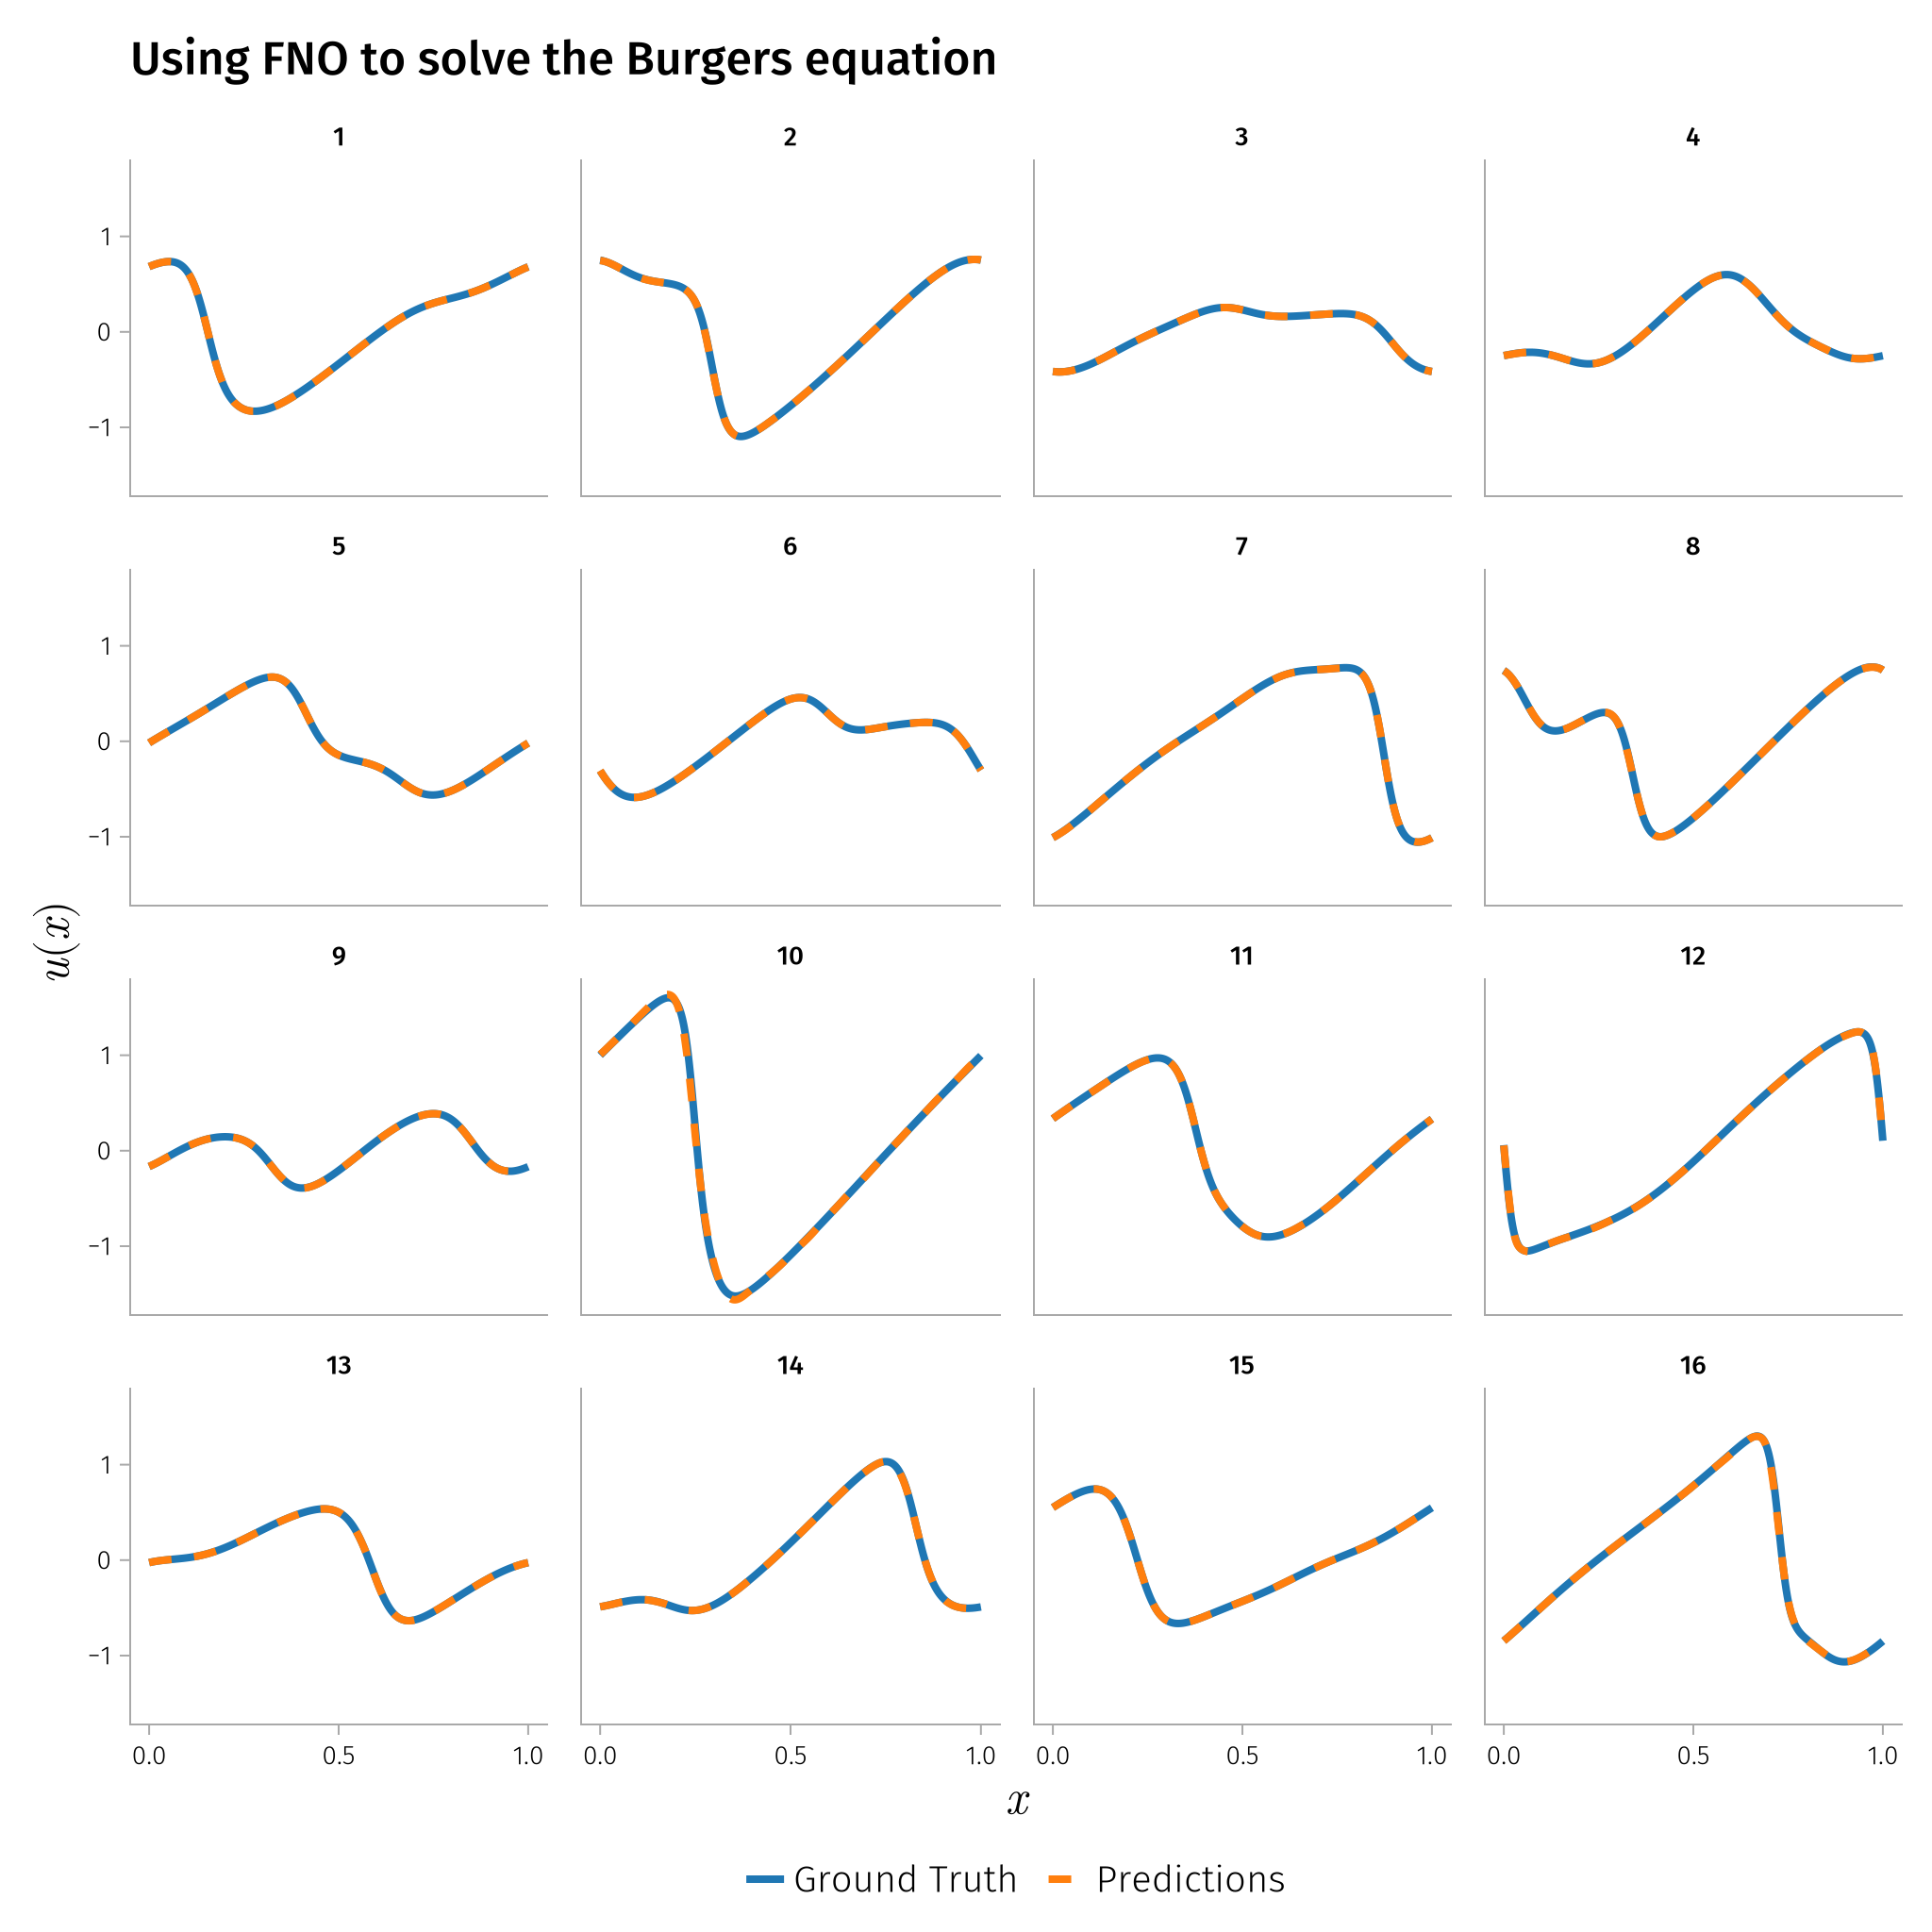 Using FNO to solve the Burgers equation
1 2 3 4
1
0
−1
5 6 7 8
1
0
−1
u(x)
9 10 11 12
1
0
−1
13 14 15 16
1
0
−1
0.0 0.5 1.0 0.0 0.5 1.0 0.0 0.5 1.0 0.0 0.5 1.0
x
Ground Truth Predictions